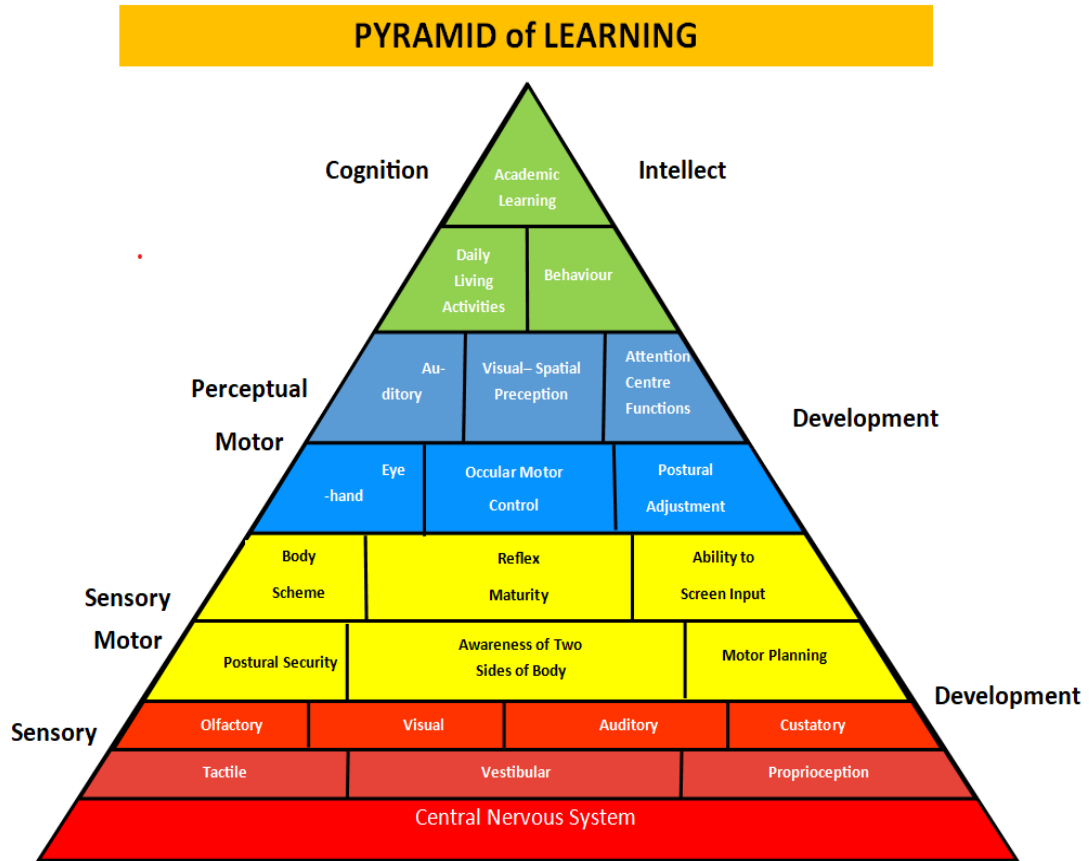 PYRAMID of LEARNING
Cognition
Intellect
Academic
Learning
Daily
Living
Activities
Behaviour
Perceptual
Motor
Au-
ditory
Visual– Spatial
Preception
Attention
Centre
Functions
Development
Eye
-hand
Occular Motor
Control
Postural
Adjustment
Sensory
Motor
Body
Scheme
Reflex
Maturity
Ability to
Screen Input
Postural Security
Awareness of Two
Sides of Body
Motor Planning
Development
Sensory
Olfactory
Visual
Auditory
Custatory
Tactile
Vestibular
Proprioception
Central Nervous System